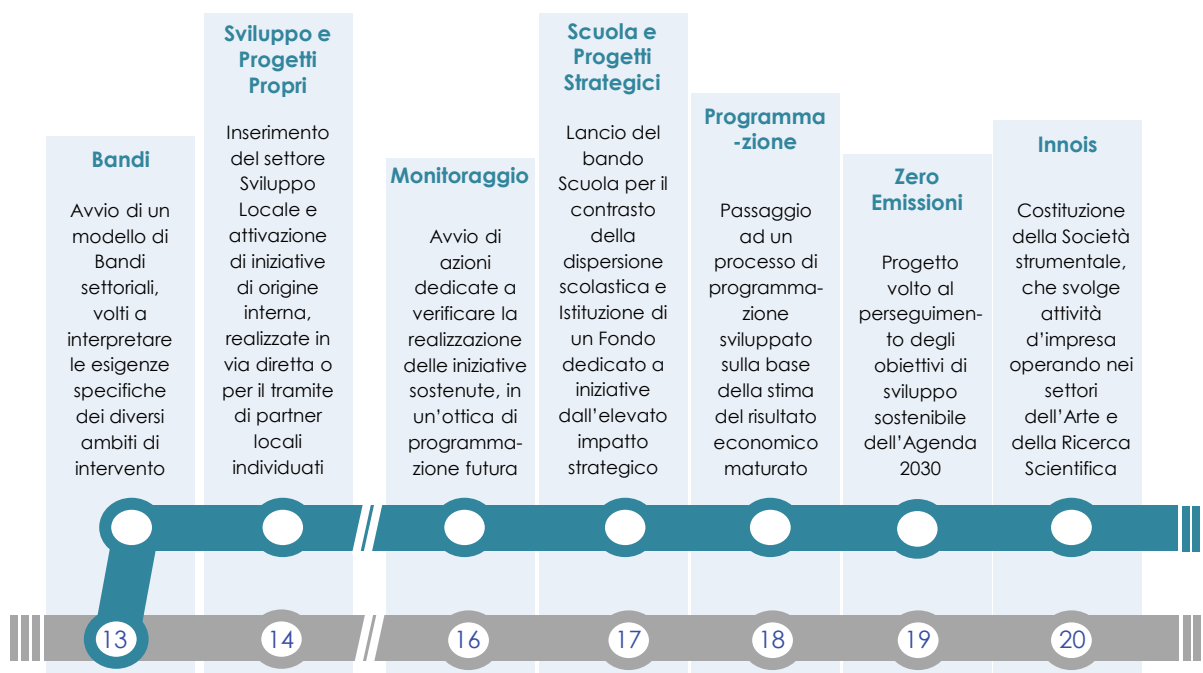 Bandi
Avvio di un
modello di
Bandi
settoriali,
volti a
interpretare
le esigenze
specifiche
dei diversi
ambiti di
intervento
Sviluppo e
Progetti
Propri
Inserimento
del settore
Sviluppo
Locale e
attivazione
di iniziative
di origine
interna,
realizzate in
via diretta o
per il tramite
di partner
locali
individuati
Monitoraggio
Avvio di
azioni
dedicate a
verificare la
realizzazione
delle iniziative
sostenute, in
un’ottica di
programma-
zione futura
Scuola e
Progetti
Strategici
Lancio del
bando
Scuola per il
contrasto
della
dispersione
scolastica e
Istituzione di
un Fondo
dedicato a
iniziative
dall’elevato
impatto
strategico
Programma
-zione
Passaggio
ad un
processo di
programma-
zione
sviluppato
sulla base
della stima
del risultato
economico
maturato
Zero
Emissioni
Progetto
volto al
perseguimen-
to degli
obiettivi di
sviluppo
sostenibile
dell’Agenda
2030
Innois
Costituzione
della Società
strumentale,
che svolge
attività
d’impresa
operando nei
settori
dell’Arte e
della Ricerca
Scientifica
13
14
16
17
18
19
20